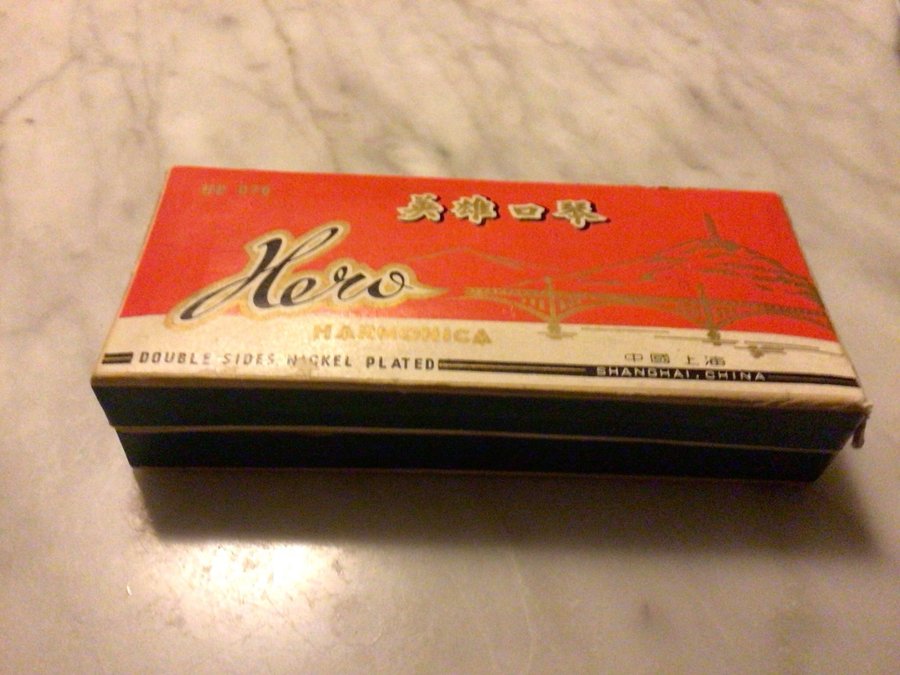 英雄口琴
Hero
HARMONICA
DOUBLE SIDES NICKEL PLATED
中國上海
SHANGHAI, CHINA